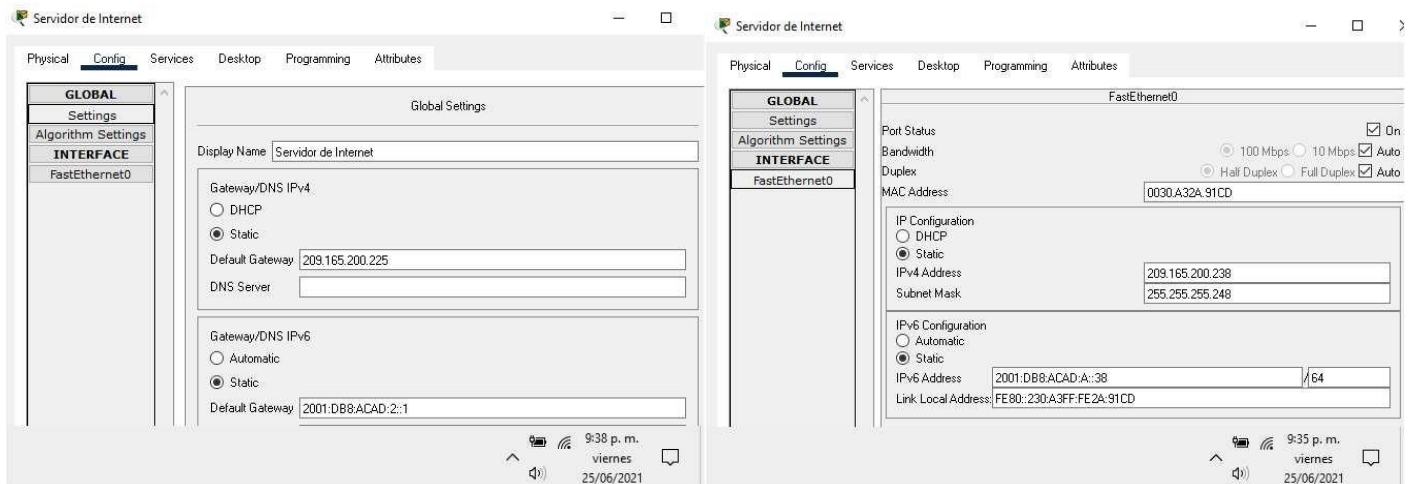 Servidor de Internet
Physical Config Services Desktop Programming Attributes
GLOBAL
Settings
Algorithm Settings
INTERFACE
FastEthernet0
Global Settings
Display Name Servidor de Internet
Gateway/DNS IPv4
DHCP
Static
Default Gateway 209.165.200.225
DNS Server
Gateway/DNS IPv6
Automatic
Static
Default Gateway 2001:DB8:ACAD:2::1
9:38 p. m.
viernes
25/06/2021
Servidor de Internet
Physical Config Services Desktop Programming Attributes
GLOBAL
Settings
Algorithm Settings
INTERFACE
FastEthernet0
FastEthernet0
Port Status On
Bandwidth 100 Mbps 10 Mbps Auto
Duplex Half Duplex Full Duplex Auto
MAC Address 0030.A32A.91CD
IP Configuration
DHCP
Static
IPv4 Address 209.165.200.238
Subnet Mask 255.255.255.248
IPv6 Configuration
Automatic
Static
IPv6 Address 2001:DB8:ACAD:A::38 / 64
Link Local Address: FE80::230:A3FF:FE2A:91CD
9:35 p. m.
viernes
25/06/2021